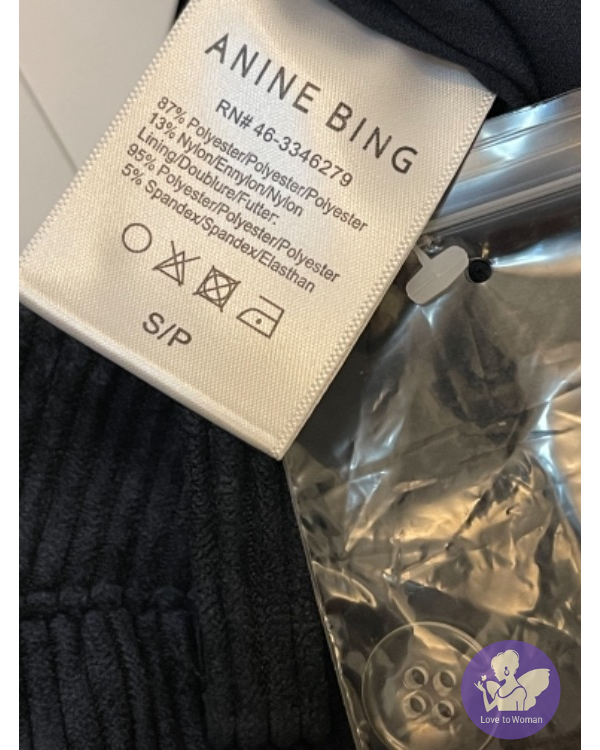 ANINE BING
RN# 46-3346279
87% Polyester/Polyester/Polyester
13% Nylon/Ennylon/Nylon
Lining/Doublure/Futter:
95% Polyester/Polyester/Polyester
5% Spandex/Spandex/Elasthan
S/P
Love to Woman